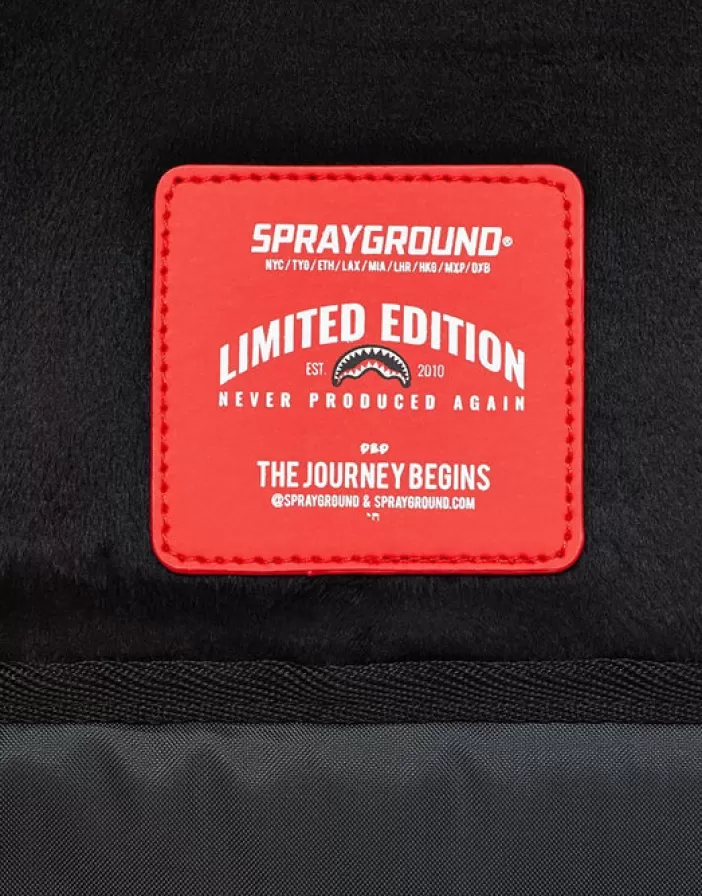 SPRAYGROUND®
NYC/TYO/ETH/LAX/MIA/LHR/HKG/MXP/DXB
LIMITED EDITION
EST. 2010
NEVER PRODUCED AGAIN
THE JOURNEY BEGINS
@SPRAYGROUND & SPRAYGROUND.COM